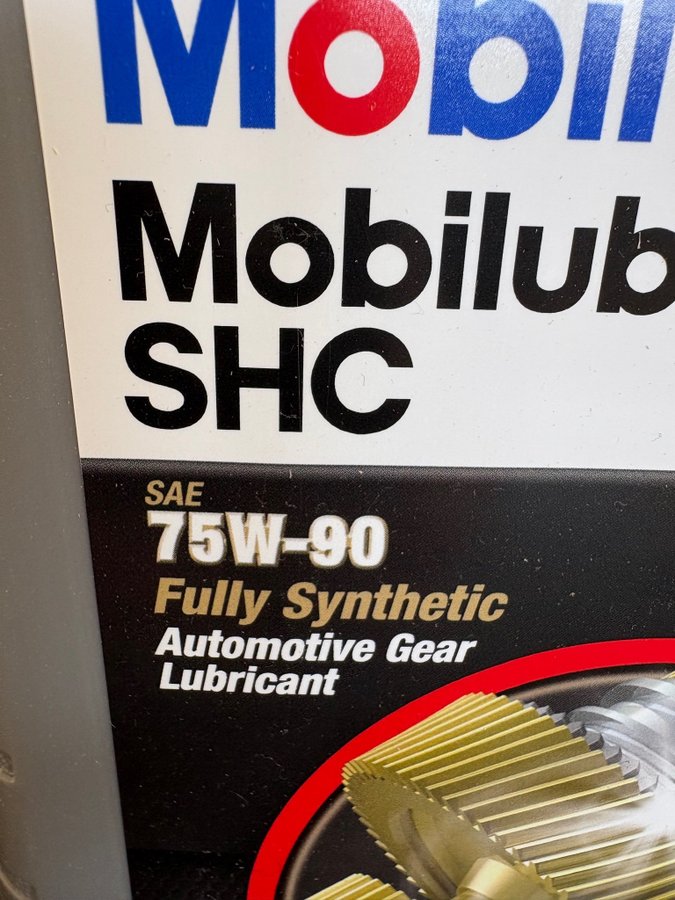 Mobil
Mobilub
SHC
SAE
75W-90
Fully Synthetic
Automotive Gear
Lubricant